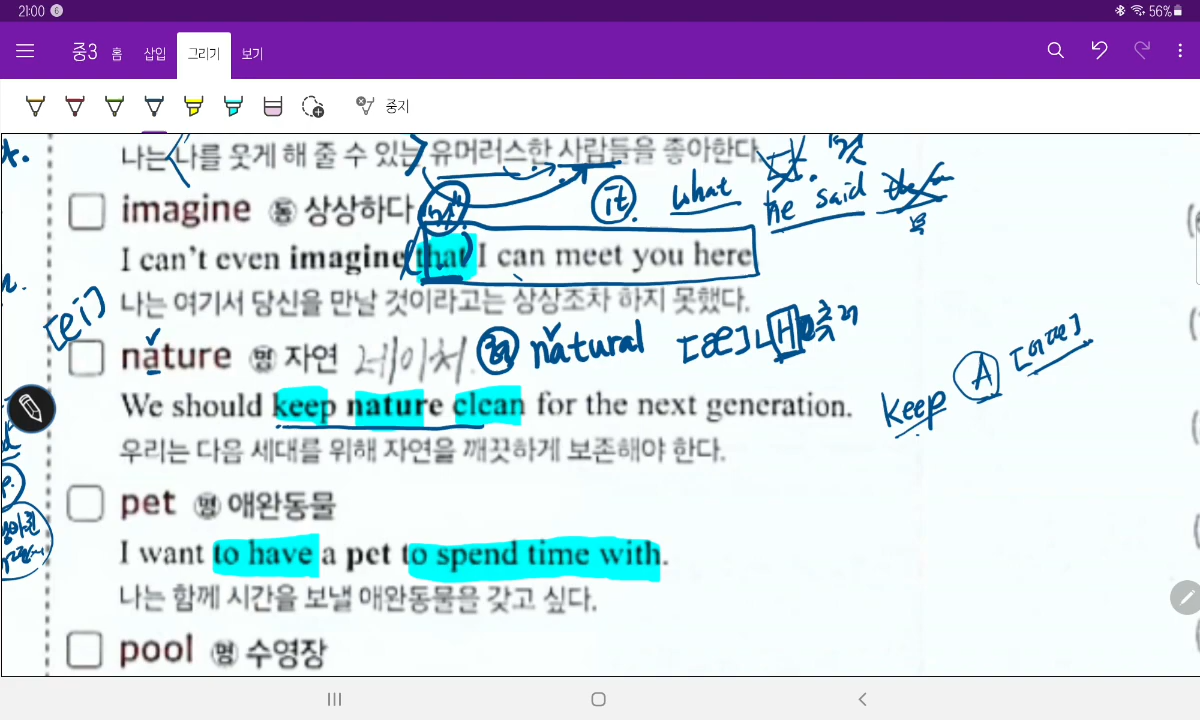 21:00 6 56%
중3 홈 삽입 그리기 보기
중지
나는 나를 웃게 해 줄 수 있는 유머러스한 사람들을 좋아한다.
imagine 동 상상하다 it what he said
I can't even imagine that I can meet you here
나는 여기서 당신을 만날 것이라고는 상상조차 하지 못했다.
[ei]
nature 명 자연 네이처 natural [æ]
We should keep nature clean for the next generation. keep A
우리는 다음 세대를 위해 자연을 깨끗하게 보존해야 한다.
pet 명 애완동물
I want to have a pet to spend time with.
나는 함께 시간을 보낼 애완동물을 갖고 싶다.
pool 명 수영장